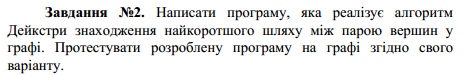 Завдання №2. Написати програму, яка реалізує алгоритм
Дейкстри знаходження найкоротшого шляху між парою вершин у
графі. Протестувати розроблену програму на графі згідно свого
варіанту.